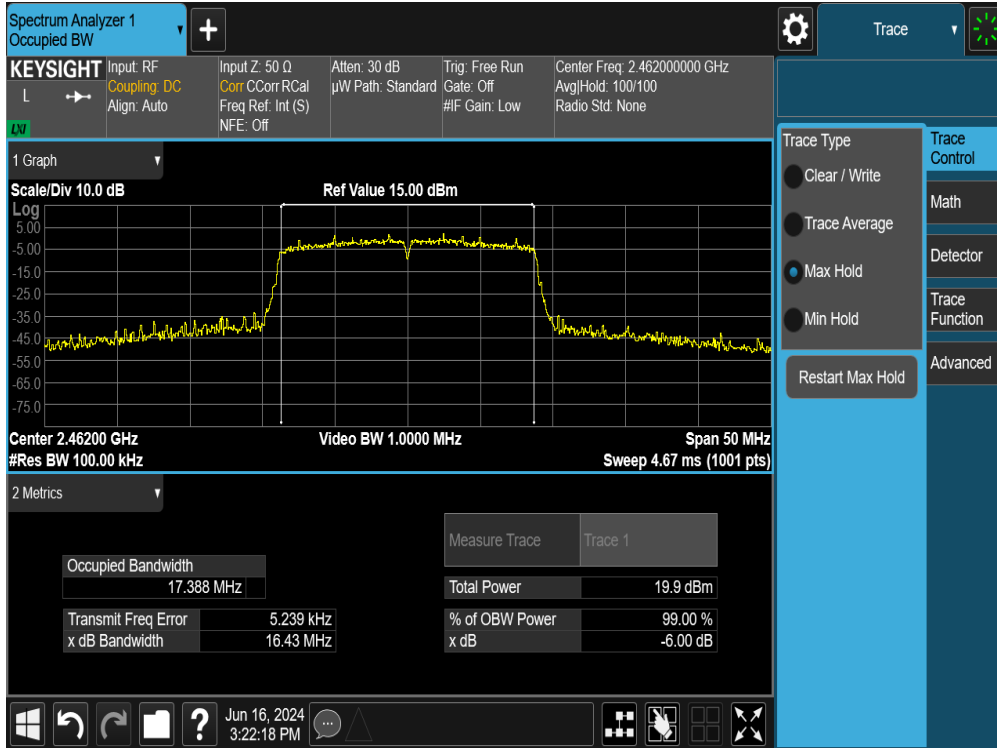 Spectrum Analyzer 1
Occupied BW
+
Trace
KEYSIGHT
L
LXI
Input: RF
Coupling: DC
Align: Auto
Input Z: 50 Ω
Corr CCorr RCal
Freq Ref: Int (S)
NFE: Off
Atten: 30 dB
µW Path: Standard
Trig: Free Run
Gate: Off
#IF Gain: Low
Center Freq: 2.462000000 GHz
Avg|Hold: 100/100
Radio Std: None
1 Graph
Scale/Div 10.0 dB
Ref Value 15.00 dBm
Log
5.00
-5.00
-15.0
-25.0
-35.0
-45.0
-55.0
-65.0
-75.0
Center 2.46200 GHz
Video BW 1.0000 MHz
Span 50 MHz
#Res BW 100.00 kHz
Sweep 4.67 ms (1001 pts)
2 Metrics
Measure Trace Trace 1
Occupied Bandwidth
17.388 MHz
Total Power 19.9 dBm
Transmit Freq Error 5.239 kHz
% of OBW Power 99.00 %
x dB Bandwidth 16.43 MHz
x dB -6.00 dB
Trace Type
Clear / Write
Trace Average
Max Hold
Min Hold
Restart Max Hold
Trace
Control
Math
Detector
Trace
Function
Advanced
?
Jun 16, 2024
3:22:18 PM